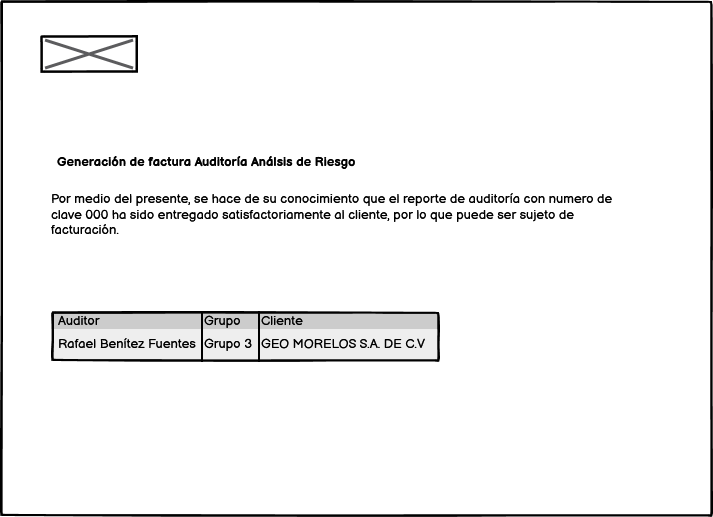 Generación de factura Auditoría Análsis de Riesgo
Por medio del presente, se hace de su conocimiento que el reporte de auditoría con numero de
clave 000 ha sido entregado satisfactoriamente al cliente, por lo que puede ser sujeto de
facturación.
Auditor Grupo Cliente
Rafael Benítez Fuentes Grupo 3 GEO MORELOS S.A. DE C.V